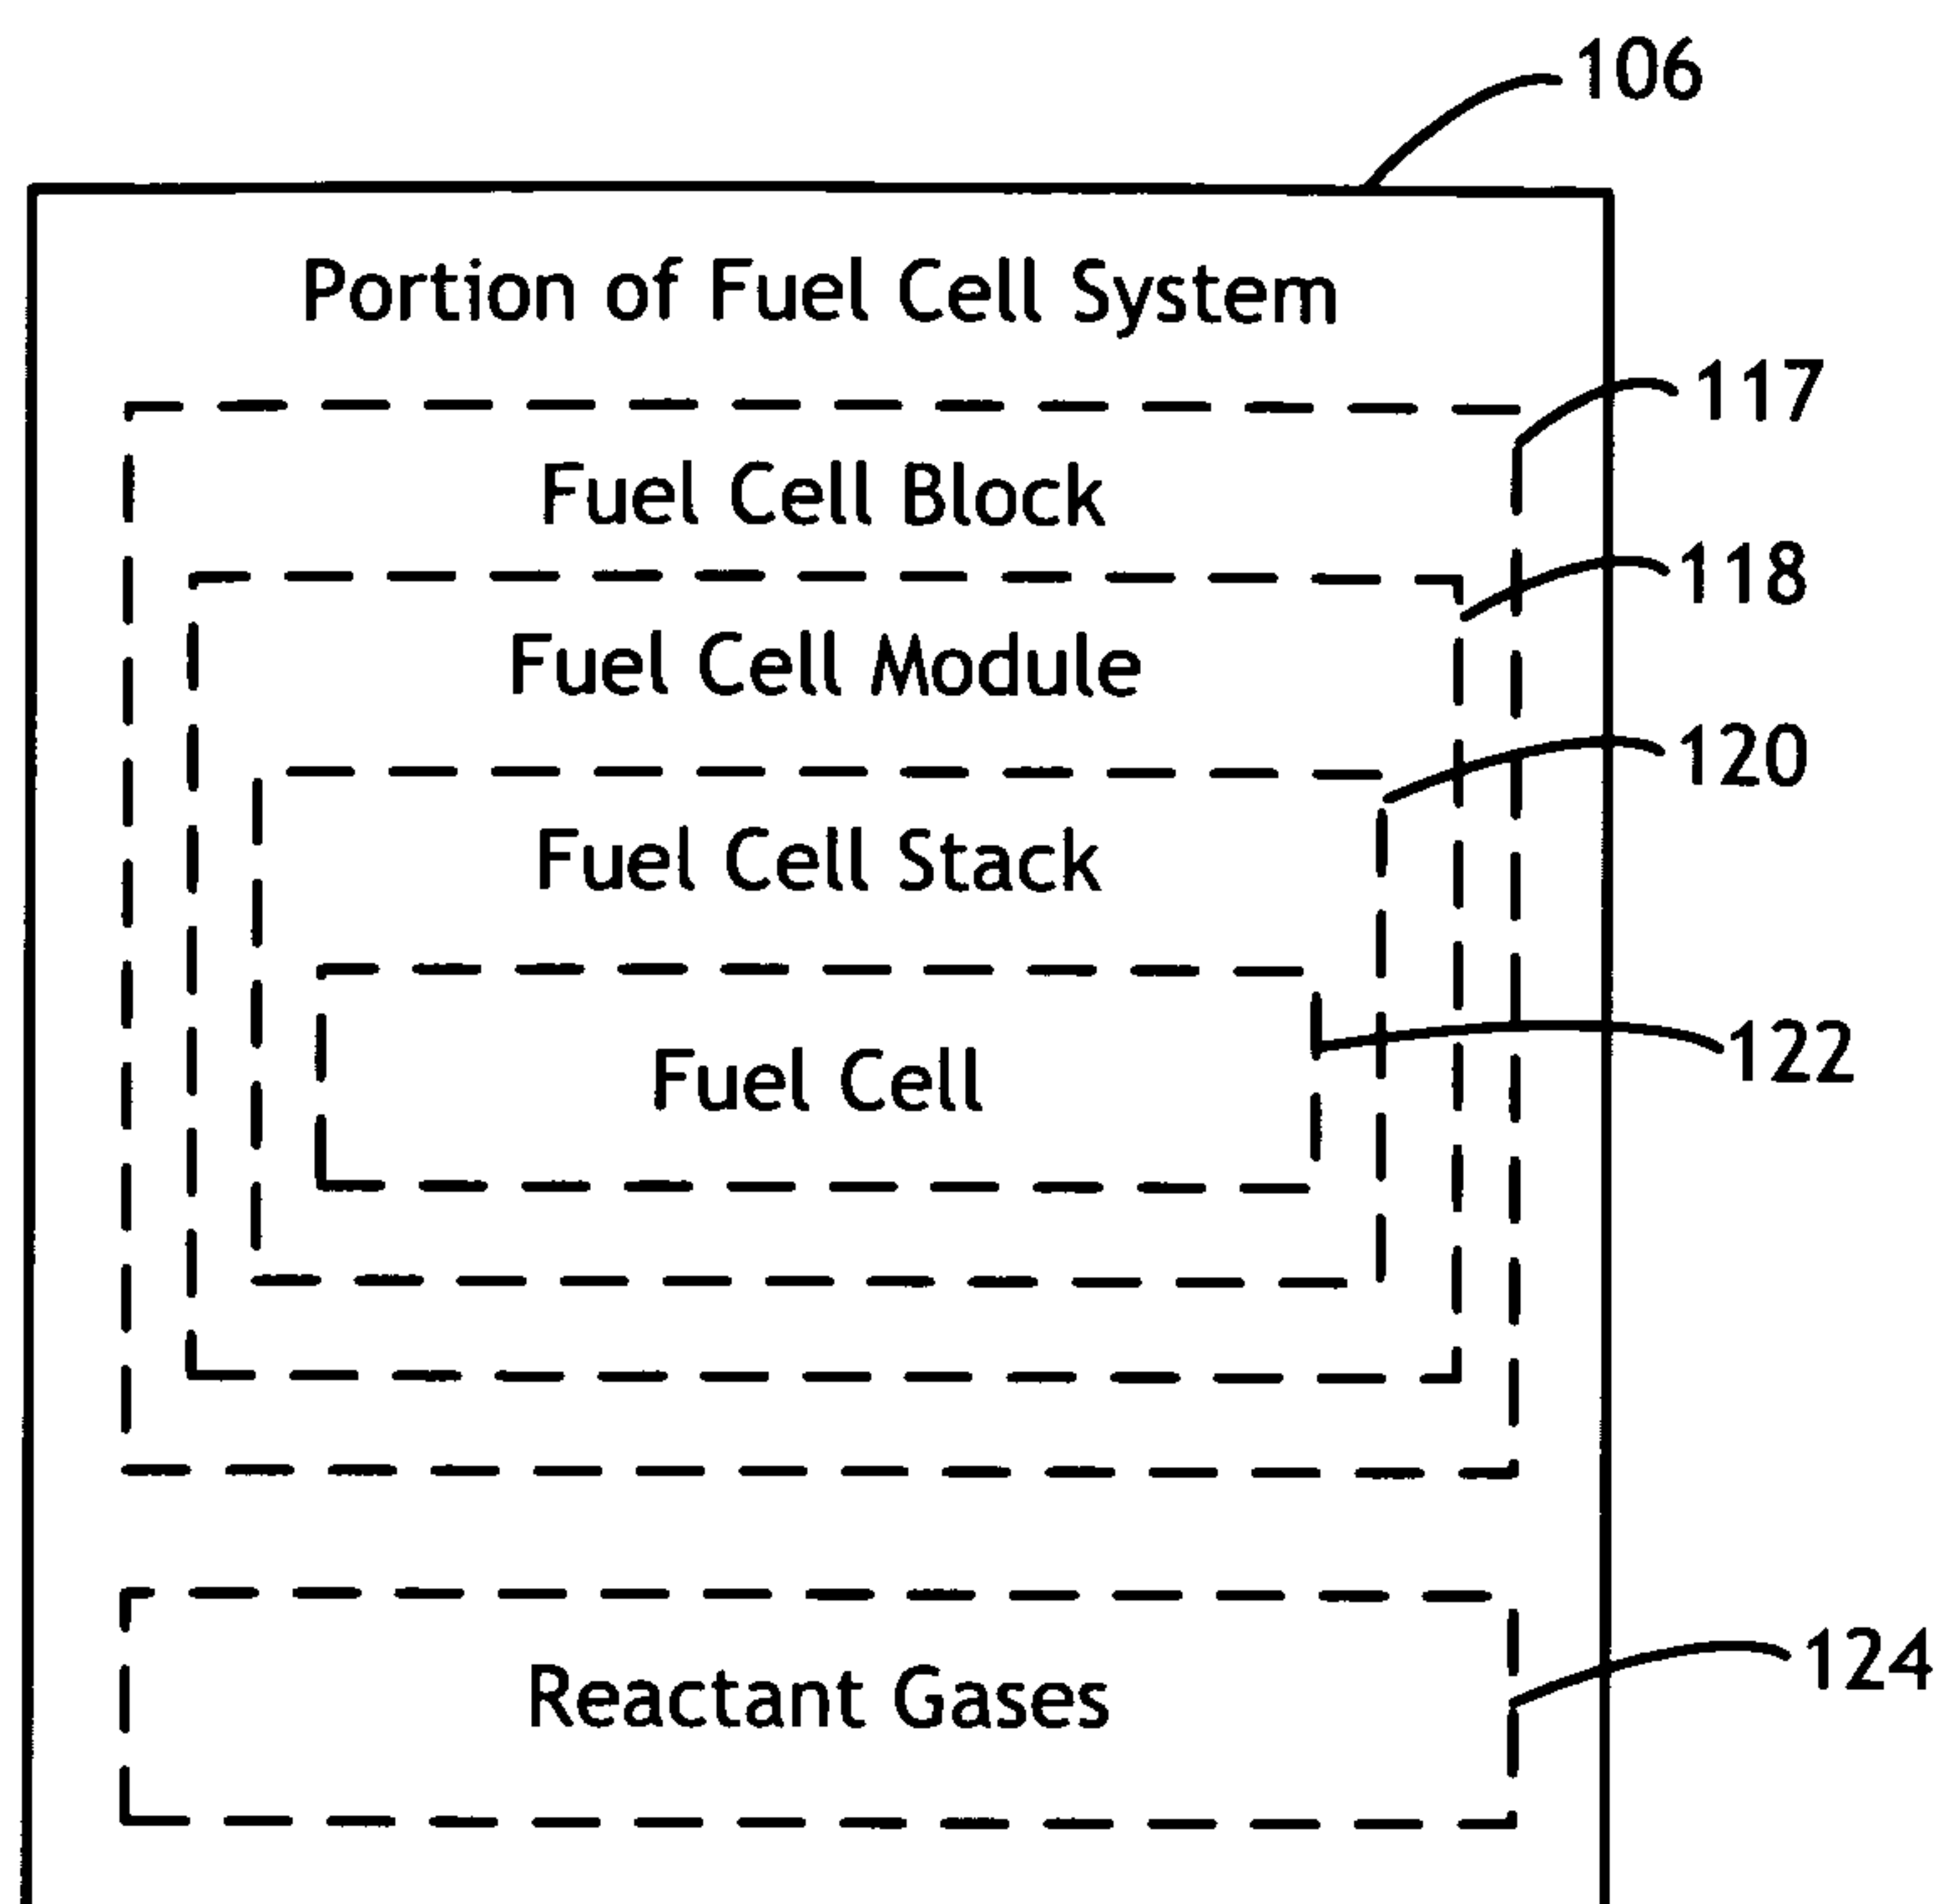 106
Portion of Fuel Cell System
117
Fuel Cell Block
118
Fuel Cell Module
120
Fuel Cell Stack
122
Fuel Cell
124
Reactant Gases